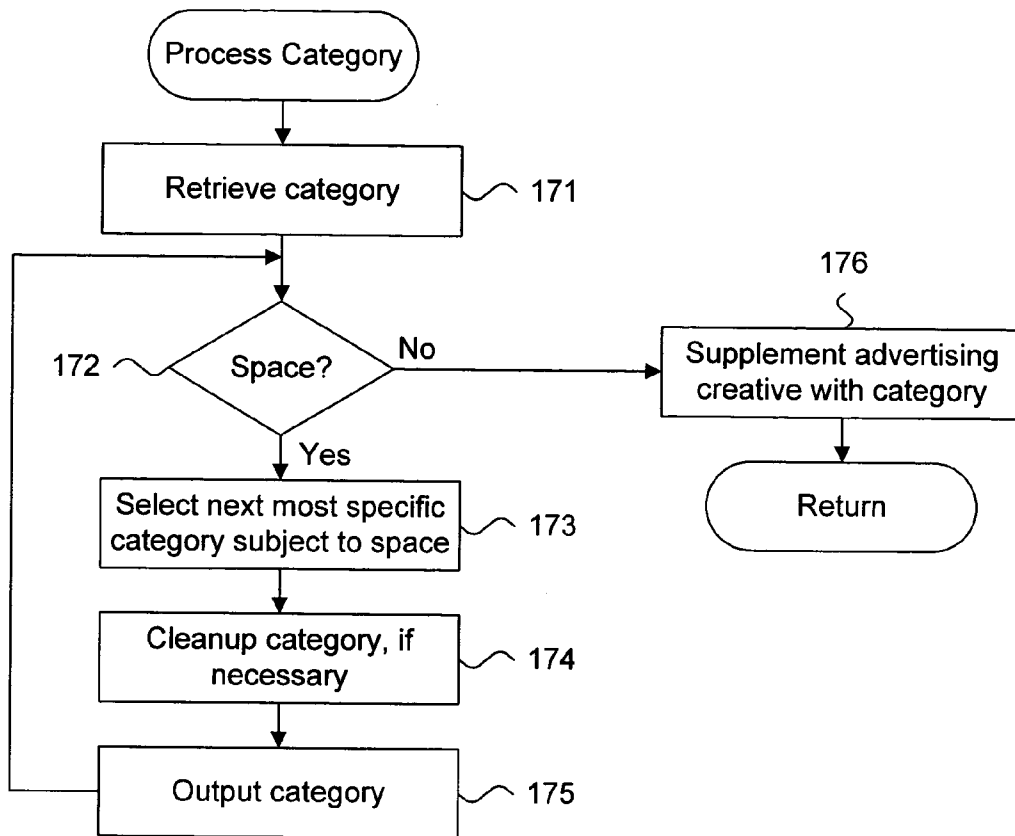 Process Category
Retrieve category
171
176
172
Space?
No
Supplement advertising
creative with category
Yes
Select next most specific
category subject to space
173
Return
Cleanup category, if
necessary
174
Output category
175